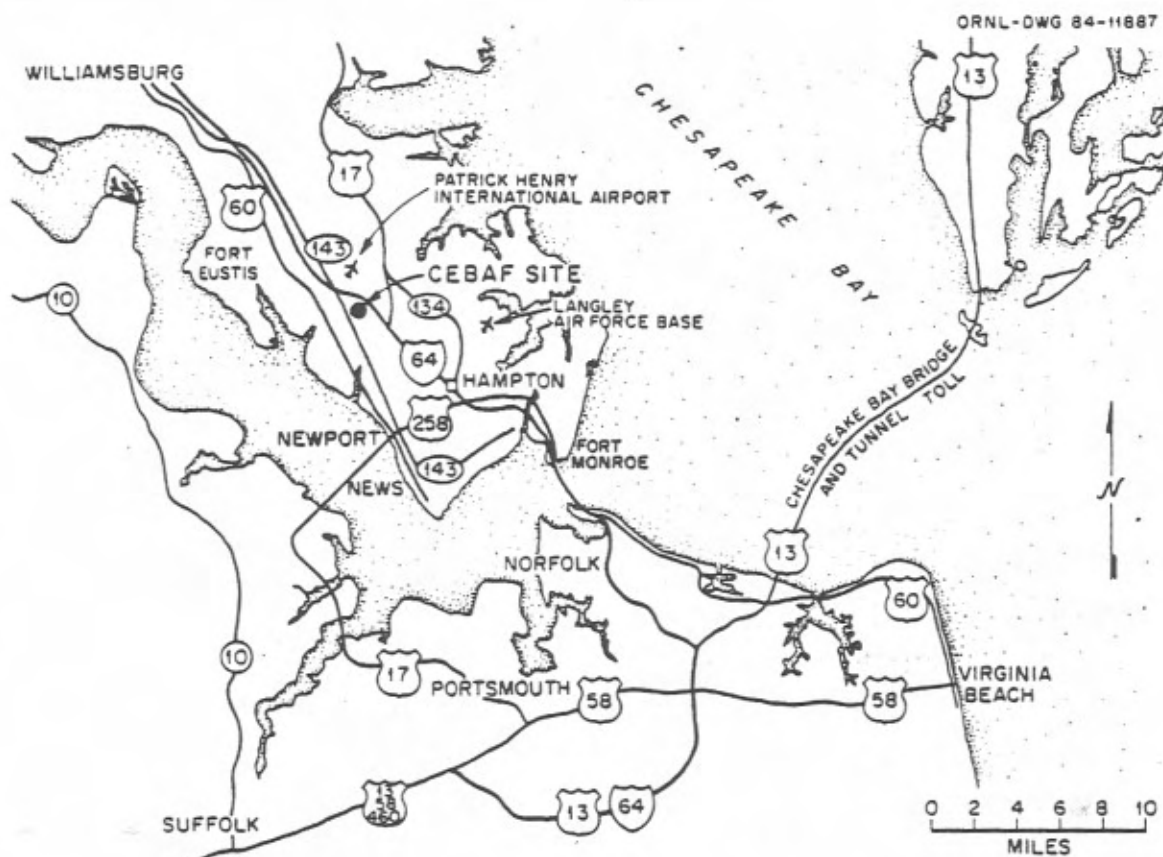 ORNL-DWG 84-11887
WILLIAMSBURG
13
CHESAPEAKE
BAY
17
PATRICK HENRY
INTERNATIONAL AIRPORT
60
143
FORT
EUSTIS
CEBAF SITE
10
134
LANGLEY
AIR FORCE BASE
64
HAMPTON
CHESAPEAKE BAY BRIDGE
AND TUNNEL TOLL
258
NEWPORT
NEWS
143
FORT
MONROE
N
13
NORFOLK
60
10
17
PORTSMOUTH
58
58
VIRGINIA
BEACH
13
58
460
13
64
SUFFOLK
0 2 4 6 8 10
MILES